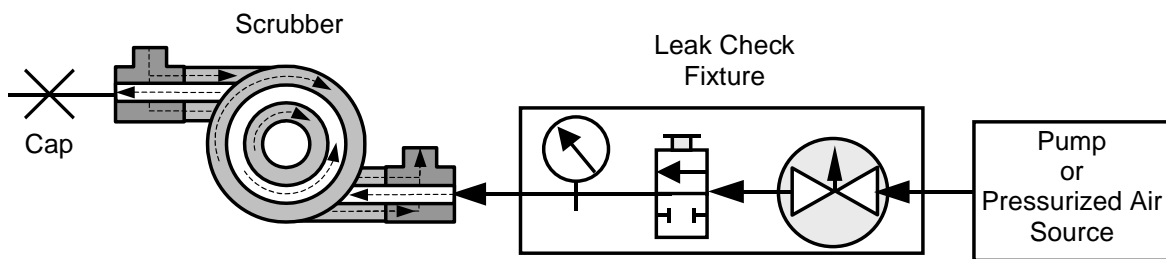 Scrubber
Cap
Leak Check
Fixture
Pump
or
Pressurized Air
Source